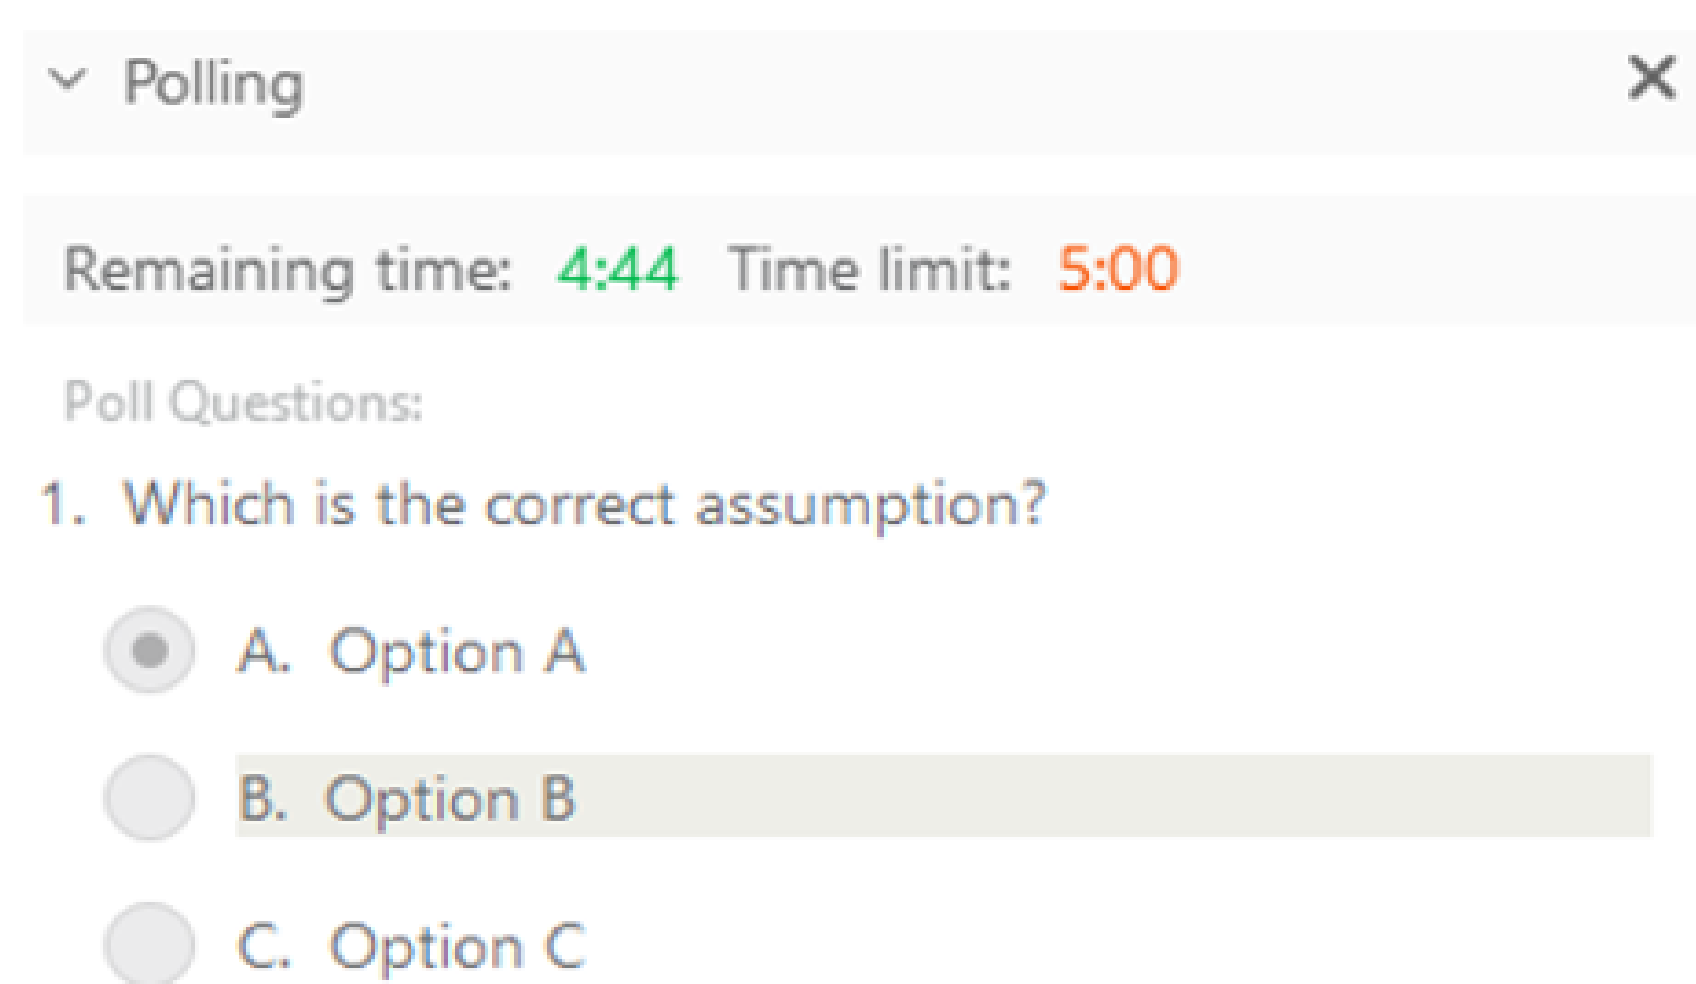 Polling
Remaining time: 4:44 Time limit: 5:00
Poll Questions:
1. Which is the correct assumption?
A. Option A
B. Option B
C. Option C